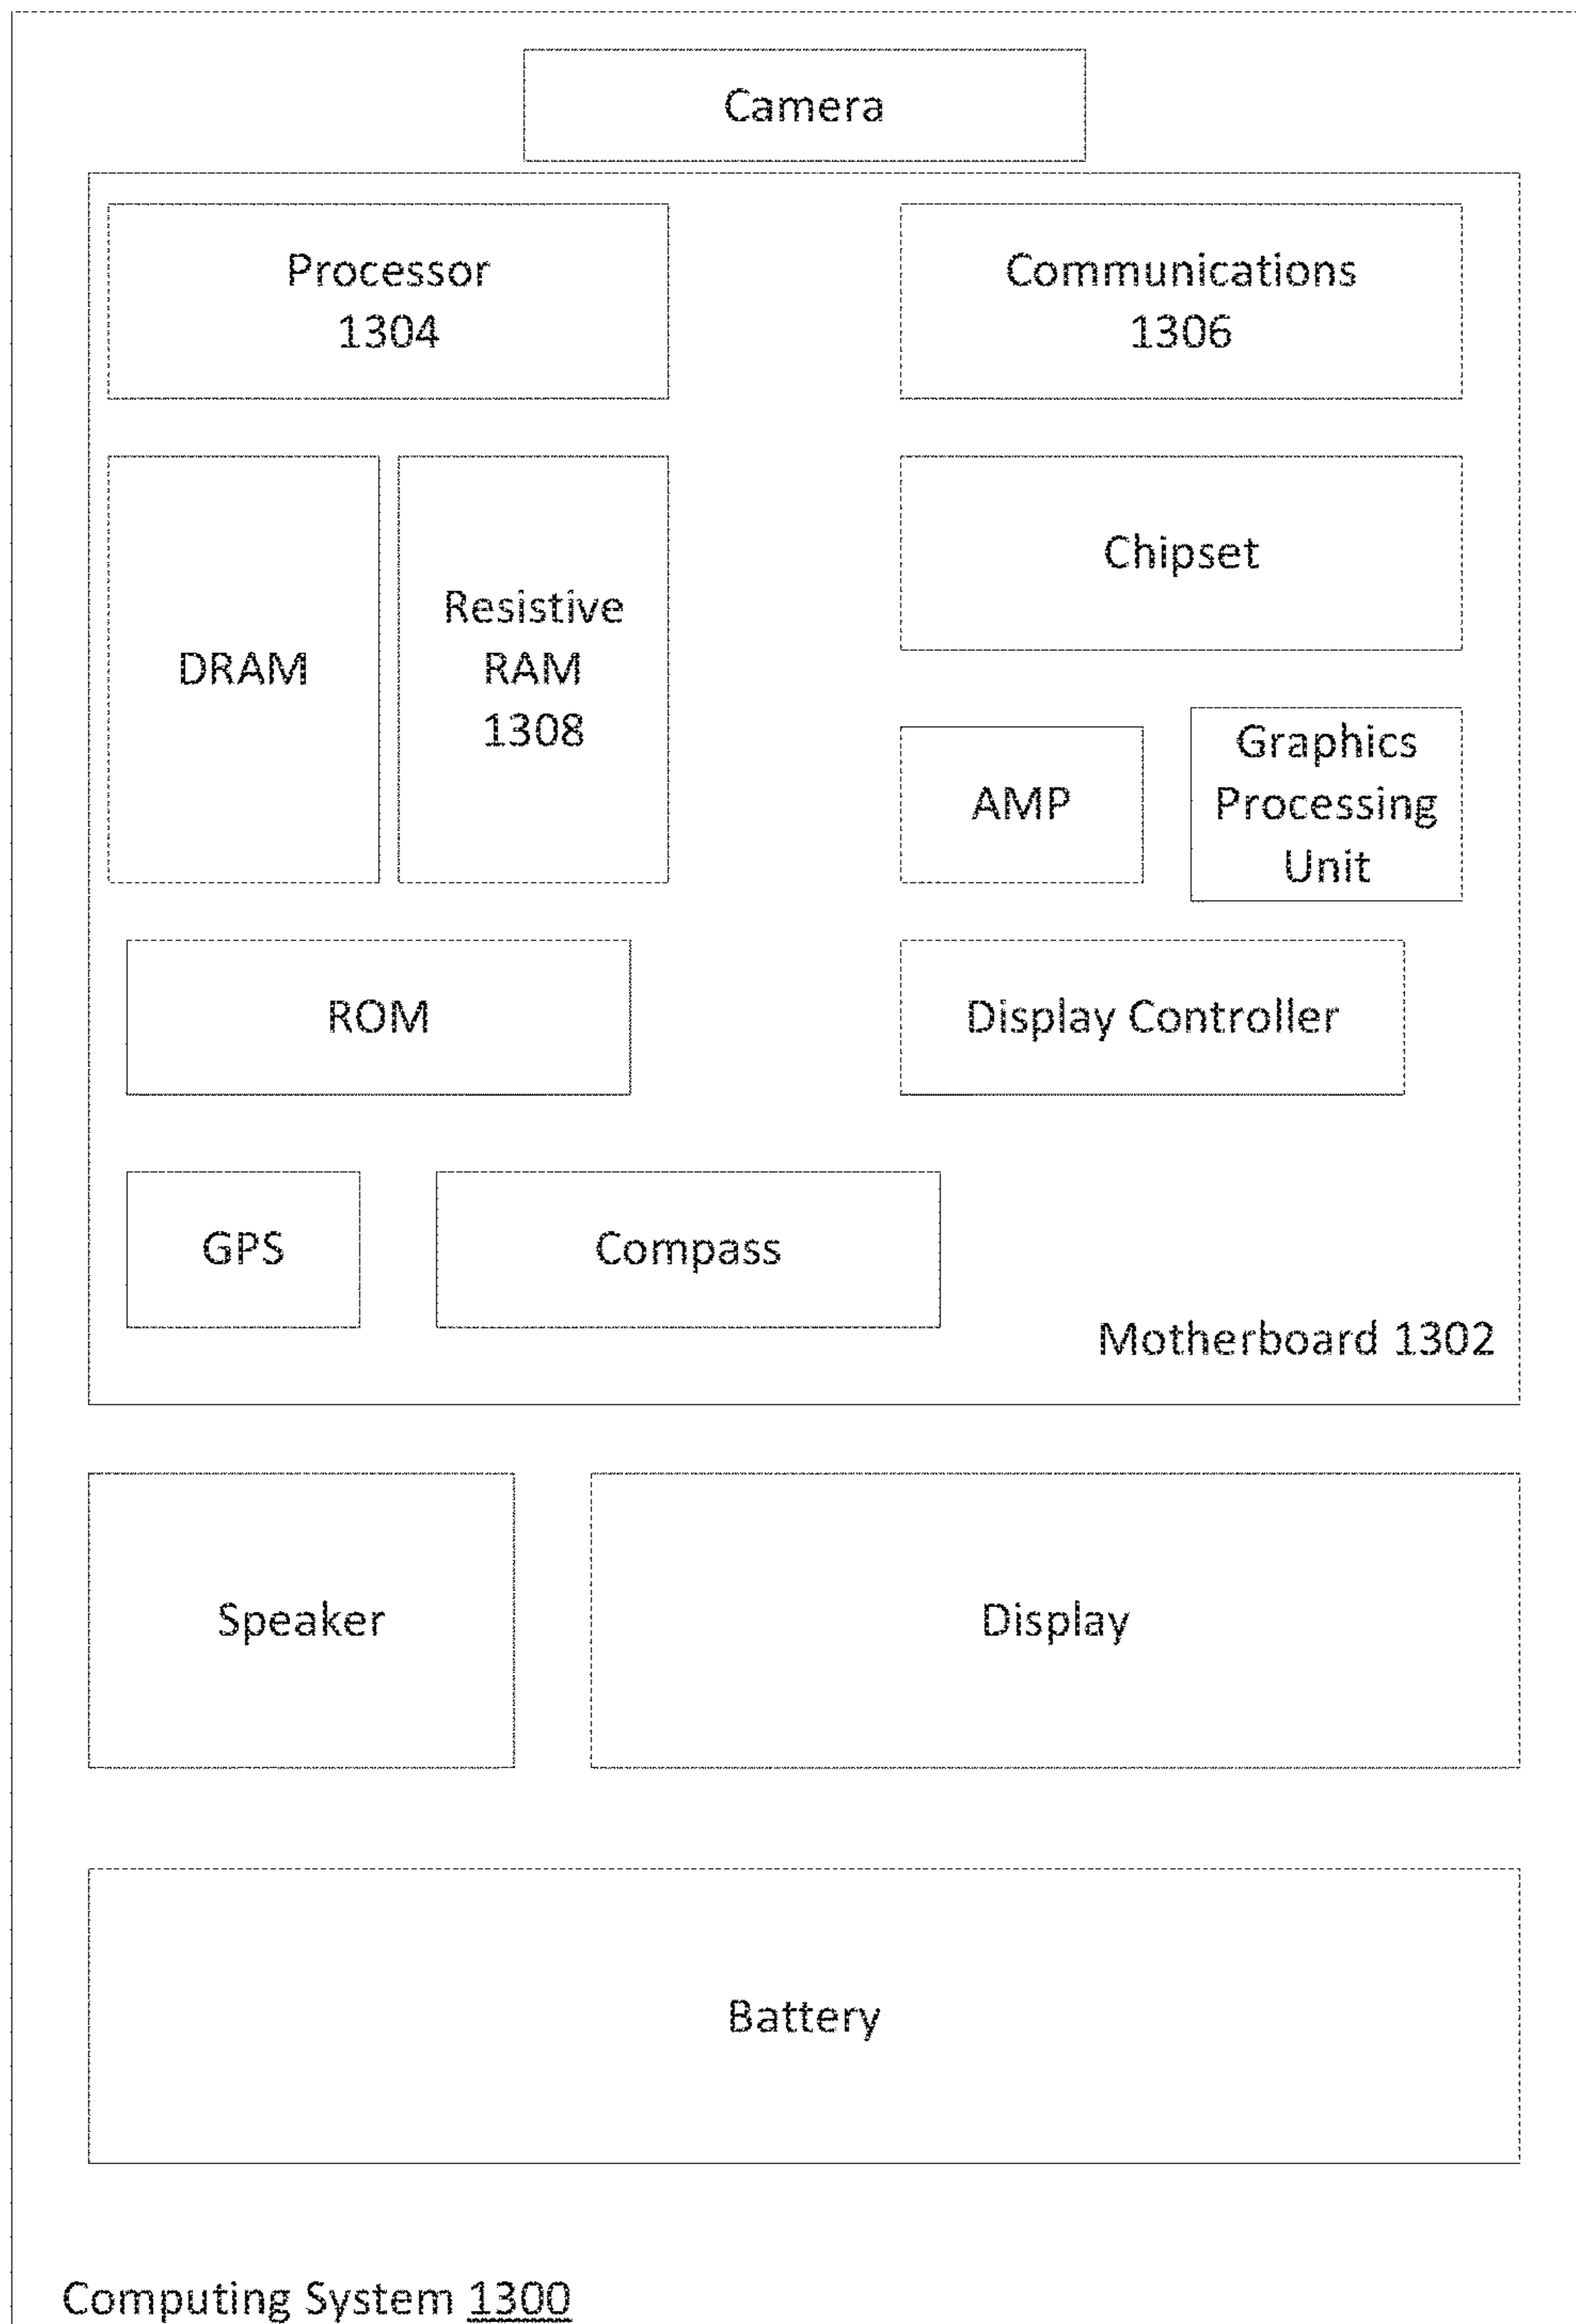 Camera
Processor
1304
Communications
1306
DRAM
Resistive
RAM
1308
Chipset
AMP
Graphics
Processing
Unit
ROM
Display Controller
GPS
Compass
Motherboard 1302
Speaker
Display
Battery
Computing System 1300